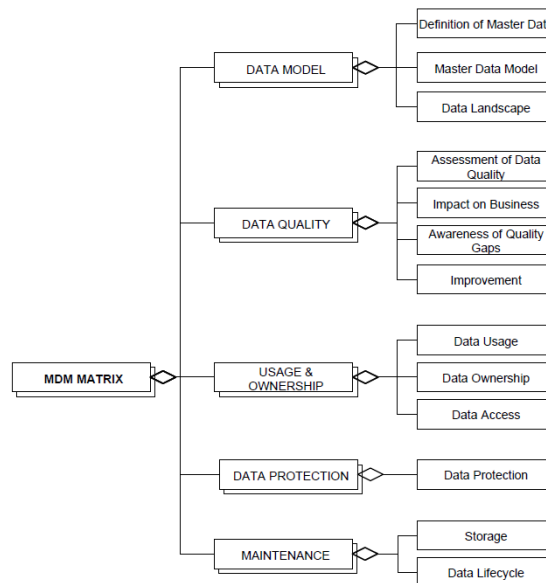 Definition of Master Dat
DATA MODEL
Master Data Model
Data Landscape
Assessment of Data
Quality
Impact on Business
DATA QUALITY
Awareness of Quality
Gaps
Improvement
Data Usage
MDM MATRIX
USAGE &
OWNERSHIP
Data Ownership
Data Access
DATA PROTECTION
Data Protection
Storage
MAINTENANCE
Data Lifecycle